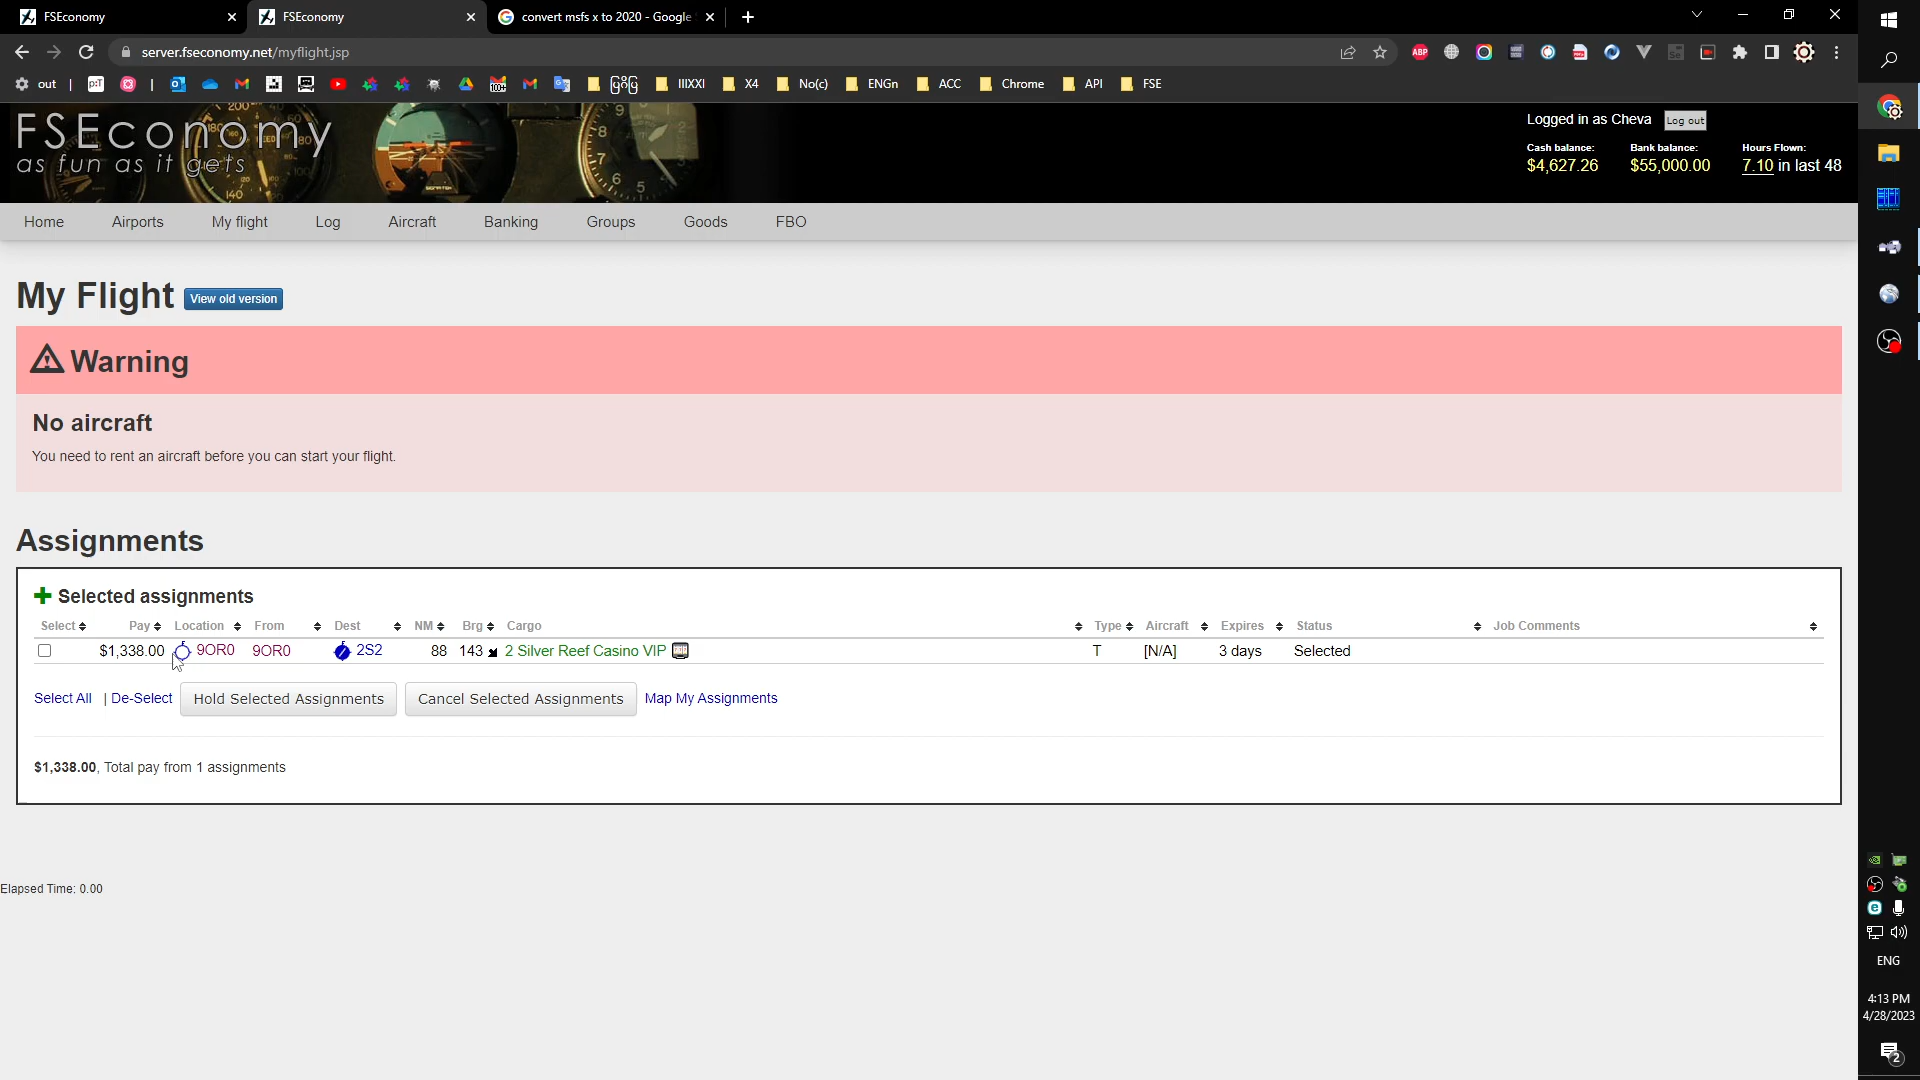 FSEconomy
FSEconomy
convert msfs x to 2020 - Google
server.fseconomy.net/myflight.jsp
out | | IIIXXI X4 No(c) ENGn ACC Chrome API FSE
FSEconomy
as fun as it gets
Logged in as Cheva Log out
Cash balance: Bank balance: Hours Flown:
$4,627.26 $55,000.00 7.10 in last 48
Home Airports My flight Log Aircraft Banking Groups Goods FBO
My Flight View old version
Warning
No aircraft
You need to rent an aircraft before you can start your flight.
Assignments
Selected assignments
Select Pay Location From Dest NM Brg Cargo Type Aircraft Expires Status Job Comments
$1,338.00 9OR0 9OR0 2S2 88 143 2 Silver Reef Casino VIP T [N/A] 3 days Selected
Select All | De-Select Hold Selected Assignments Cancel Selected Assignments Map My Assignments
$1,338.00, Total pay from 1 assignments
Elapsed Time: 0.00
ENG
4:13 PM
4/28/2023
2